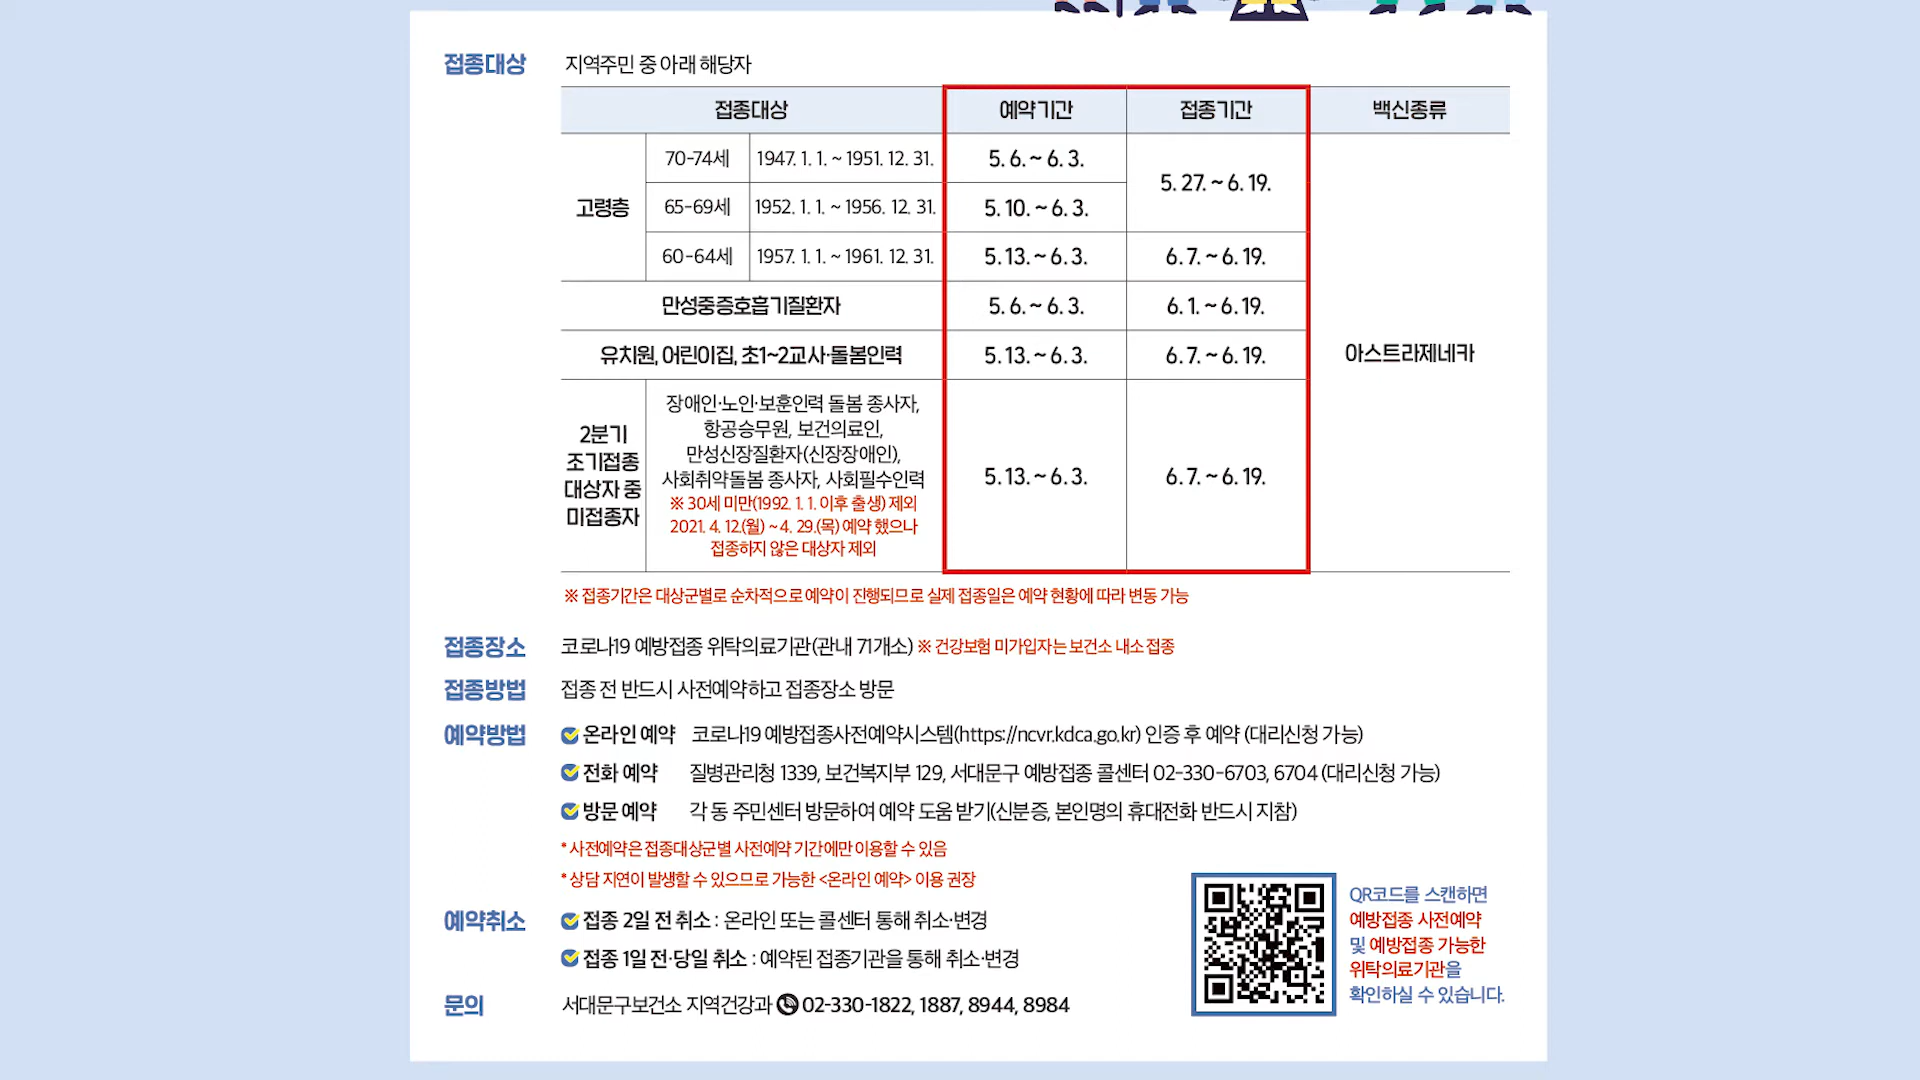 접종대상 지역주민 중 아래 해당자
접종대상 예약기간 접종기간 백신종류
고령층 70-74세 1947. 1. 1. ~ 1951. 12. 31. 5. 6. ~ 6. 3. 5. 27. ~ 6. 19.
65-69세 1952. 1. 1. ~ 1956. 12. 31. 5. 10. ~ 6. 3.
60-64세 1957. 1. 1. ~ 1961. 12. 31. 5. 13. ~ 6. 3. 6. 7. ~ 6. 19.
만성중증호흡기질환자 5. 6. ~ 6. 3. 6. 1. ~ 6. 19.
유치원, 어린이집, 초1~2교사·돌봄인력 5. 13. ~ 6. 3. 6. 7. ~ 6. 19.
아스트라제네카
2분기
조기접종
대상자 중
미접종자
장애인·노인·보훈인력 돌봄 종사자,
항공승무원, 보건의료인,
만성신장질환자(신장장애인),
사회취약돌봄 종사자, 사회필수인력
※ 30세 미만(1992. 1. 1. 이후 출생) 제외
2021. 4. 12.(월) ~ 4. 29.(목) 예약 했으나
접종하지 않은 대상자 제외
5. 13. ~ 6. 3. 6. 7. ~ 6. 19.
※ 접종기간은 대상군별로 순차적으로 예약이 진행되므로 실제 접종일은 예약 현황에 따라 변동 가능
접종장소 코로나19 예방접종 위탁의료기관(관내 71개소) ※ 건강보험 미가입자는 보건소 내소 접종
접종방법 접종 전 반드시 사전예약하고 접종장소 방문
예약방법 온라인 예약 코로나19 예방접종사전예약시스템(https://ncvr.kdca.go.kr) 인증 후 예약 (대리신청 가능)
전화 예약 질병관리청 1339, 보건복지부 129, 서대문구 예방접종 콜센터 02-330-6703, 6704 (대리신청 가능)
방문 예약 각 동 주민센터 방문하여 예약 도움 받기(신분증, 본인명의 휴대전화 반드시 지참)
* 사전예약은 접종대상군별 사전예약 기간에만 이용할 수 있음
* 상담 지연이 발생할 수 있으므로 가능한 <온라인 예약> 이용 권장
예약취소 접종 2일 전 취소 : 온라인 또는 콜센터 통해 취소·변경
접종 1일 전·당일 취소 : 예약된 접종기관을 통해 취소·변경
문의 서대문구보건소 지역건강과 02-330-1822, 1887, 8944, 8984
QR코드를 스캔하면
예방접종 사전예약
및 예방접종 가능한
위탁의료기관을
확인하실 수 있습니다.